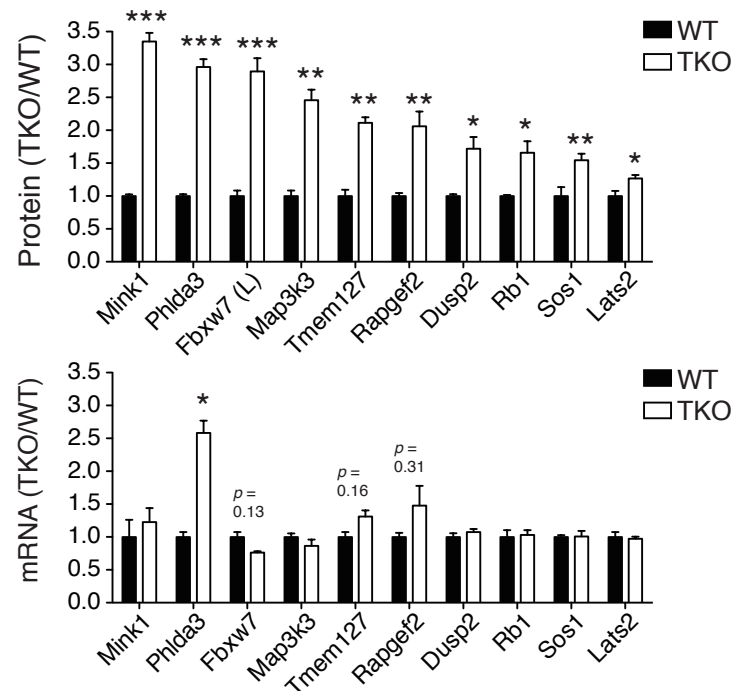 Protein (TKO/WT)
3.5
3.0
2.5
2.0
1.5
1.0
0.5
0.0
***
***
***
**
**
**
*
*
**
*
WT
TKO
Mink1
Phlda3
Fbxw7 (L)
Map3k3
Tmem127
Rapgef2
Dusp2
Rb1
Sos1
Lats2
mRNA (TKO/WT)
3.5
3.0
2.5
2.0
1.5
1.0
0.5
0.0
*
p =
0.13
p =
0.16
p =
0.31
WT
TKO
Mink1
Phlda3
Fbxw7
Map3k3
Tmem127
Rapgef2
Dusp2
Rb1
Sos1
Lats2